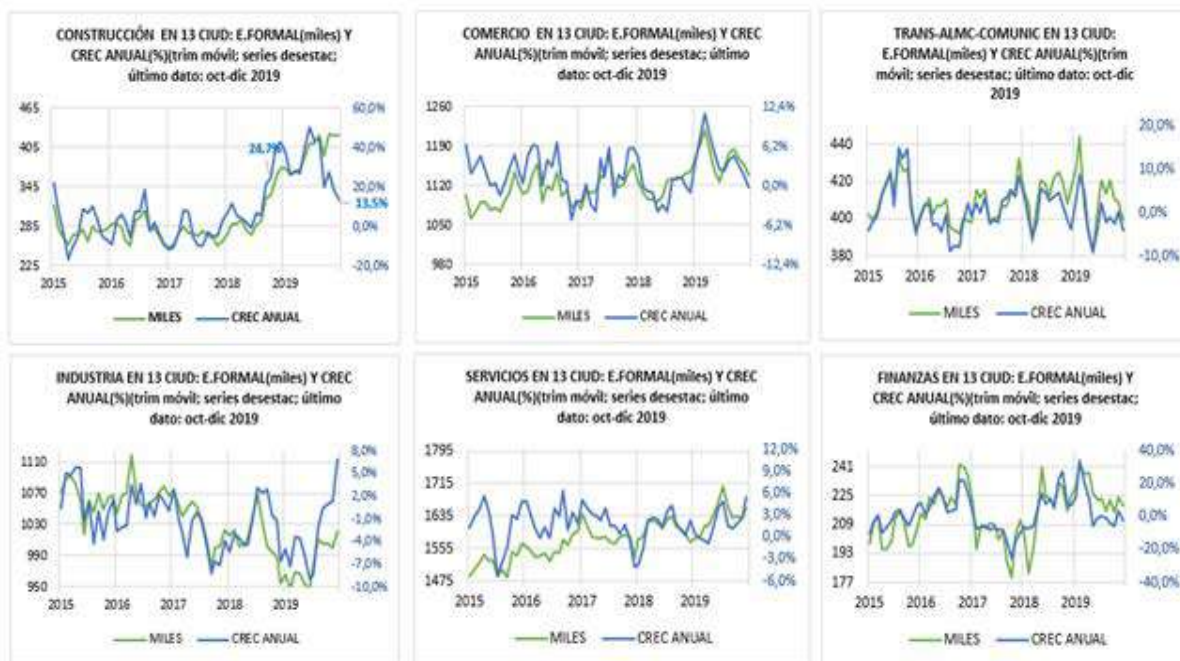 CONSTRUCCIÓN EN 13 CIUD: E.FORMAL(miles) Y
CREC ANUAL(%)(trim móvil; series desestac;
último dato: oct-dic 2019
465
405
345
285
225
60,0%
40,0%
20,0%
0,0%
-20,0%
24,7%
13,5%
2015 2016 2017 2018 2019
MILES CREC ANUAL
COMERCIO EN 13 CIUD: E.FORMAL(miles) Y CREC
ANUAL(%)(trim móvil; series desestac; último
dato: oct-dic 2019
1260
1190
1120
1050
980
12,4%
6,2%
0,0%
-6,2%
-12,4%
2015 2016 2017 2018 2019
MILES CREC ANUAL
TRANS-ALMC-COMUNIC EN 13 CIUD:
E.FORMAL(miles) Y CREC ANUAL(%)(trim
móvil; series desestac; último dato: oct-dic
2019
440
420
400
380
20,0%
10,0%
0,0%
-10,0%
2015 2016 2017 2018 2019
MILES CREC ANUAL
INDUSTRIA EN 13 CIUD: E.FORMAL(miles) Y CREC
ANUAL(%)(trim móvil; series desestac; último
dato: oct-dic 2019
1110
1070
1030
990
950
8,0%
5,0%
2,0%
-1,0%
-4,0%
-7,0%
-10,0%
2015 2016 2017 2018 2019
MILES CREC ANUAL
SERVICIOS EN 13 CIUD: E.FORMAL(miles) Y CREC
ANUAL(%)(trim móvil; series desestac; último
dato: oct-dic 2019
1795
1715
1635
1555
1475
12,0%
9,0%
6,0%
3,0%
0,0%
-3,0%
-6,0%
2015 2016 2017 2018 2019
MILES CREC ANUAL
FINANZAS EN 13 CIUD: E.FORMAL(miles) Y
CREC ANUAL(%)(trim móvil; series desestac;
último dato: oct-dic 2019
241
225
209
193
177
40,0%
20,0%
0,0%
-20,0%
-40,0%
2015 2016 2017 2018 2019
MILES CREC ANUAL